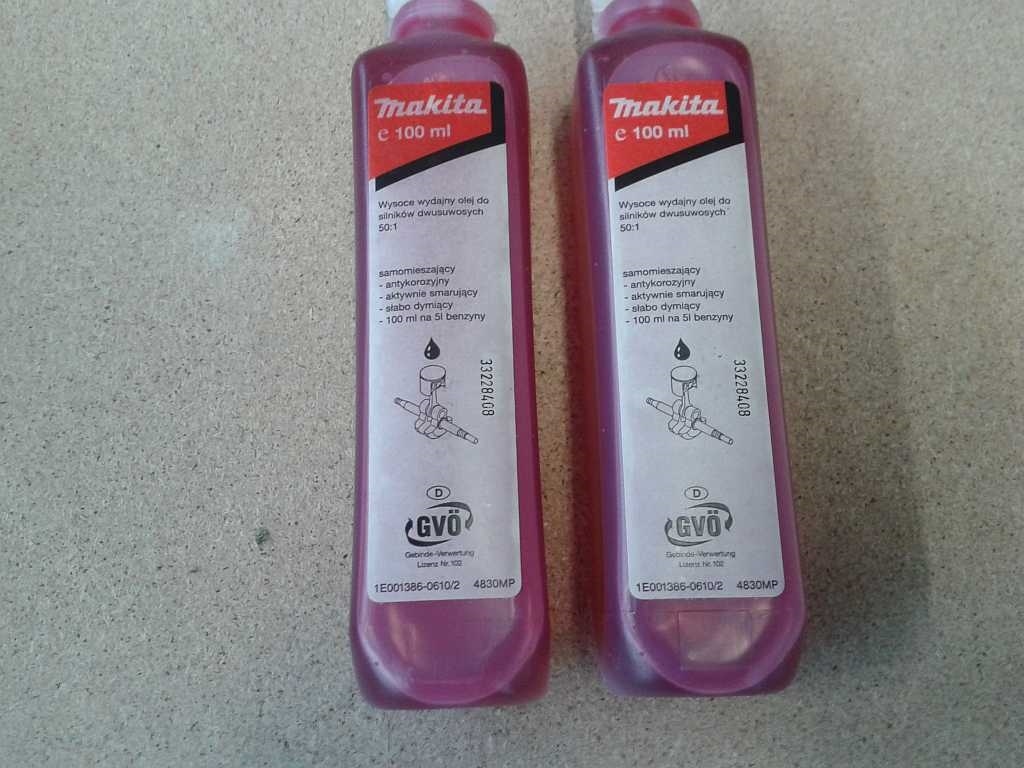 makita
e 100 ml
Wysoce wydajny olej do
silników dwusuwosych
50:1
samomieszający
- antykorozyjny
- aktywnie smarujący
- słabo dymiący
- 100 ml na 5l benzyny
33228408
D
GVÖ
Gebinde-Verwertung
Lizenz Nr. 102
1E001386-0610/2 4830MP
makita
e 100 ml
Wysoce wydajny olej do
silników dwusuwosych
50:1
samomieszający
- antykorozyjny
- aktywnie smarujący
- słabo dymiący
- 100 ml na 5l benzyny
33228408
D
GVÖ
Gebinde-Verwertung
Lizenz Nr. 102
1E001386-0610/2 4830MP